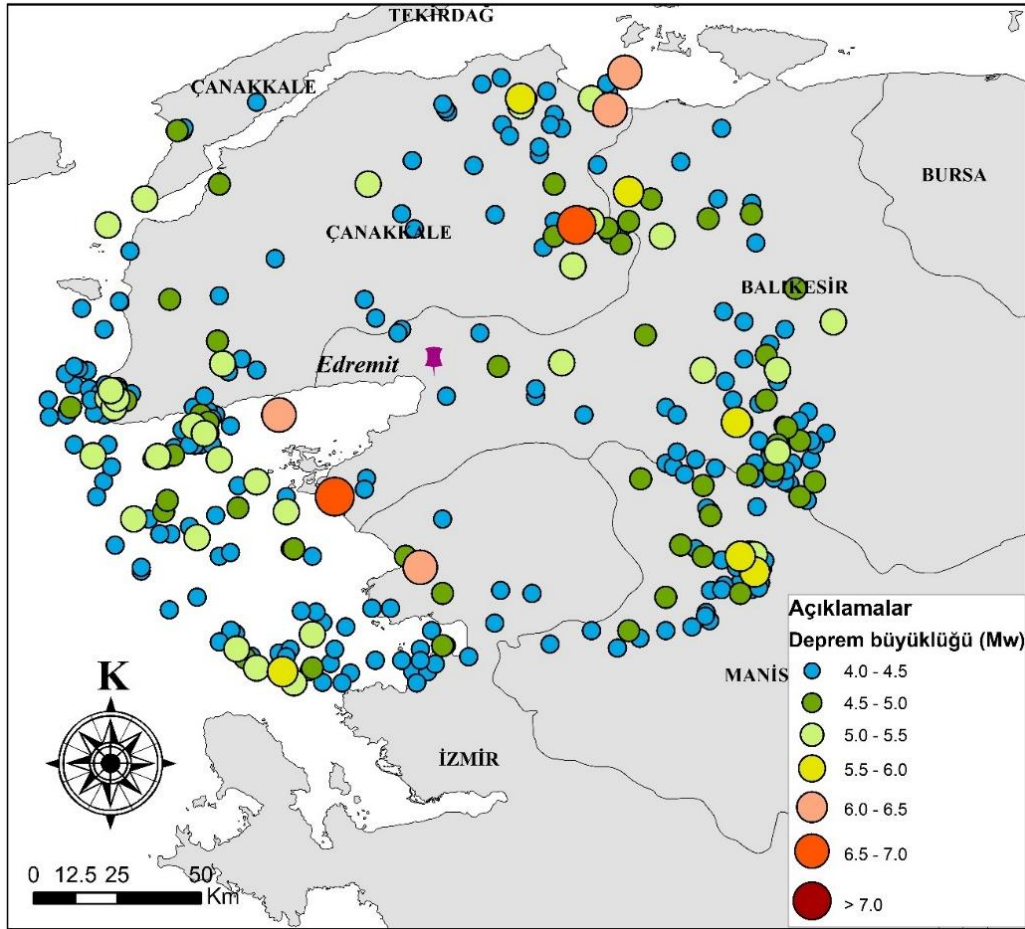 TEKİRDAĞ
ÇANAKKALE
BURSA
ÇANAKKALE
BALIKESİR
Edremit
Açıklamalar
Deprem büyüklüğü (Mw)
4.0 - 4.5
4.5 - 5.0
5.0 - 5.5
5.5 - 6.0
6.0 - 6.5
6.5 - 7.0
> 7.0
MANİS
İZMİR
K
0 12.5 25 50
Km